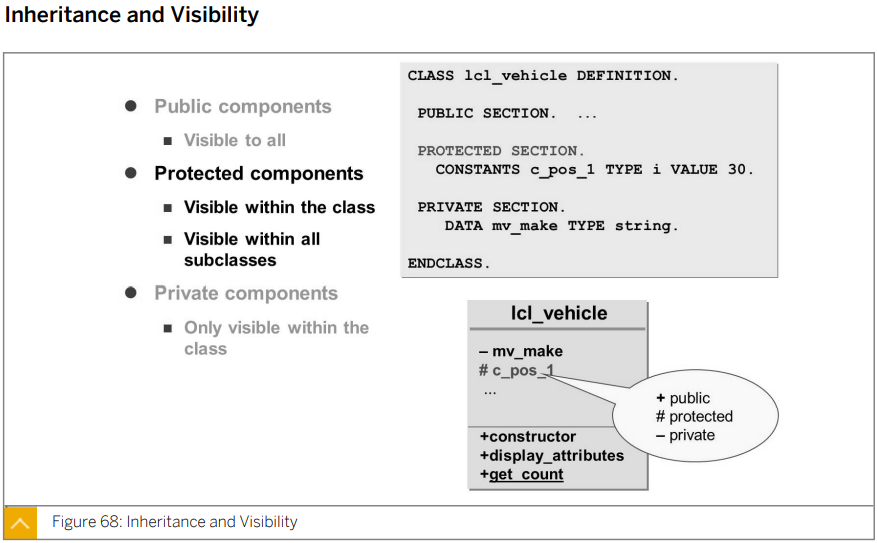 Inheritance and Visibility
Public components
Visible to all
Protected components
Visible within the class
Visible within all
subclasses
Private components
Only visible within the
class
CLASS lcl_vehicle DEFINITION.
PUBLIC SECTION. ...
PROTECTED SECTION.
CONSTANTS c_pos_1 TYPE i VALUE 30.
PRIVATE SECTION.
DATA mv_make TYPE string.
ENDCLASS.
lcl_vehicle
– mv_make
# c_pos_1
...
+constructor
+display_attributes
+get_count
+ public
# protected
– private
Figure 68: Inheritance and Visibility